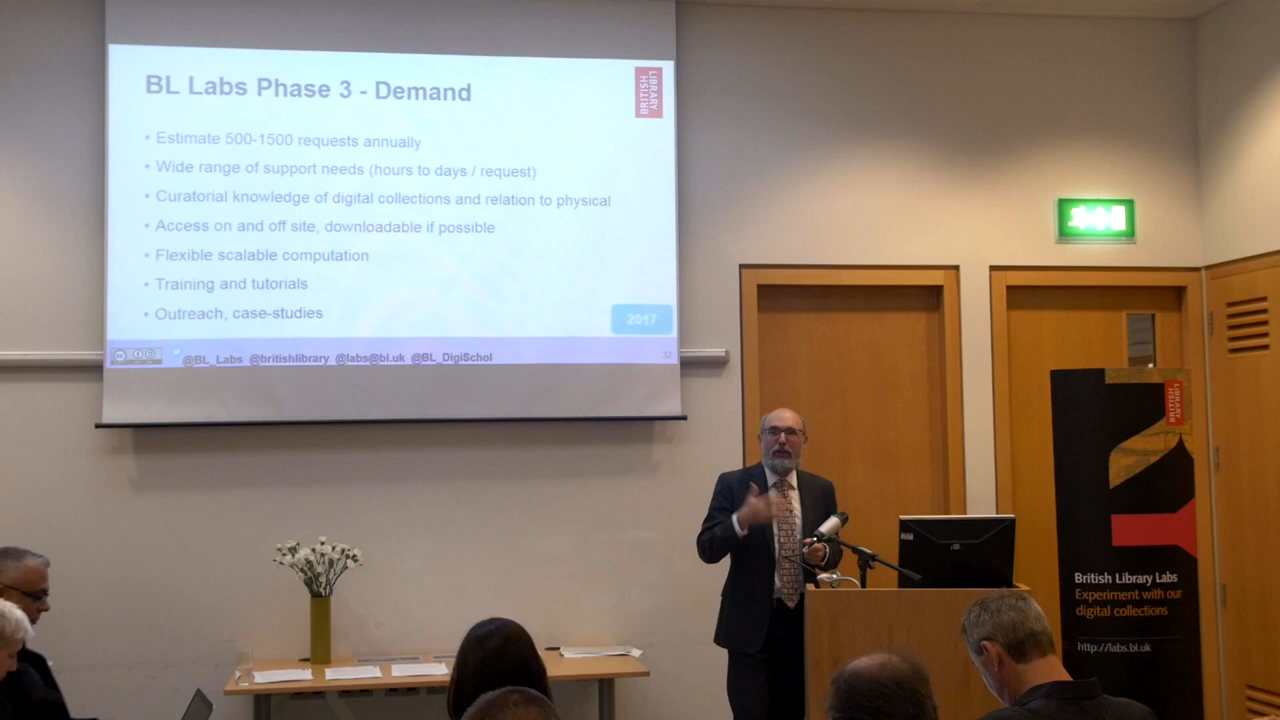 BL Labs Phase 3 - Demand
BRITISH
LIBRARY
• Estimate 500-1500 requests annually
• Wide range of support needs (hours to days / request)
• Curatorial knowledge of digital collections and relation to physical
• Access on and off site, downloadable if possible
• Flexible scalable computation
• Training and tutorials
• Outreach, case-studies
2017
@BL_Labs @britishlibrary @labs@bl.uk @BL_DigiSchol
32
BRITISH
LIBRARY
British Library Labs
Experiment with our
digital collections
http://labs.bl.uk